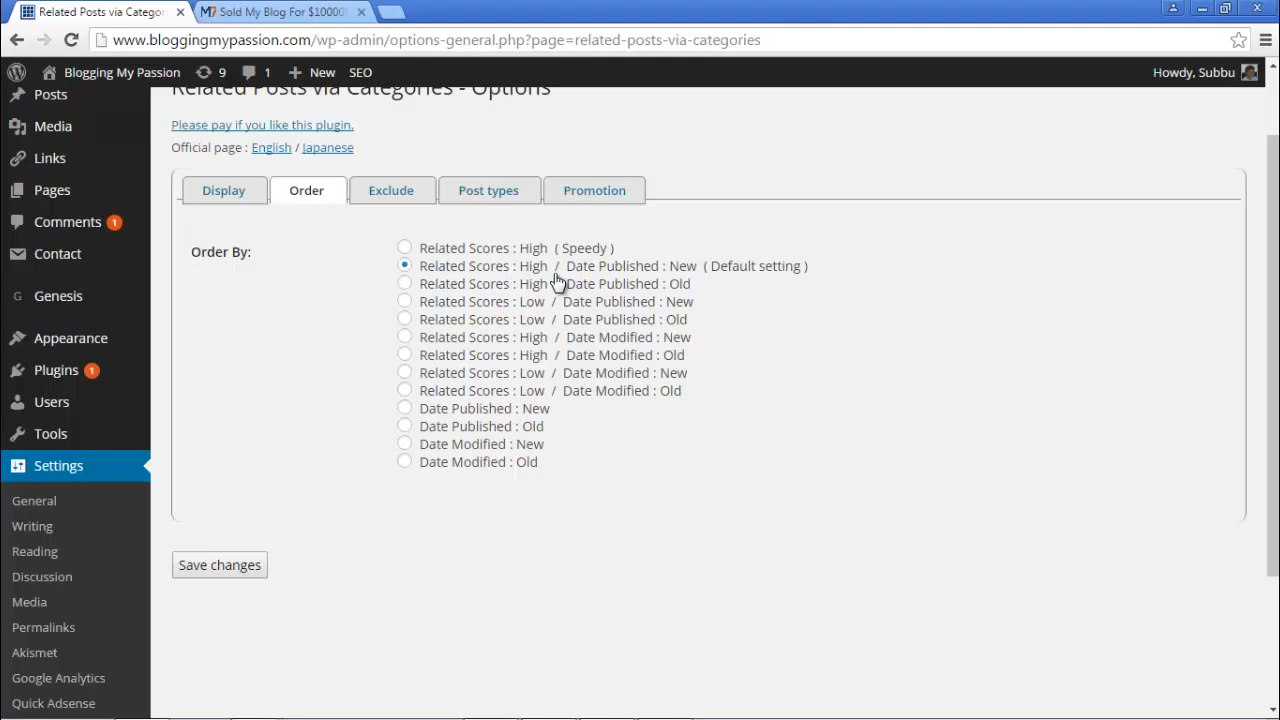 Related Posts via Categor
Sold My Blog For $10000
www.bloggingmypassion.com/wp-admin/options-general.php?page=related-posts-via-categories
Blogging My Passion 9 1 + New SEO Howdy, Subbu
Posts
Media
Links
Pages
Comments 1
Contact
Genesis
Appearance
Plugins 1
Users
Tools
Settings
General
Writing
Reading
Discussion
Media
Permalinks
Akismet
Google Analytics
Quick Adsense
Related Posts via Categories - Options
Please pay if you like this plugin.
Official page : English / Japanese
Display Order Exclude Post types Promotion
Order By:
Related Scores : High ( Speedy )
Related Scores : High / Date Published : New ( Default setting )
Related Scores : High / Date Published : Old
Related Scores : Low / Date Published : New
Related Scores : Low / Date Published : Old
Related Scores : High / Date Modified : New
Related Scores : High / Date Modified : Old
Related Scores : Low / Date Modified : New
Related Scores : Low / Date Modified : Old
Date Published : New
Date Published : Old
Date Modified : New
Date Modified : Old
Save changes